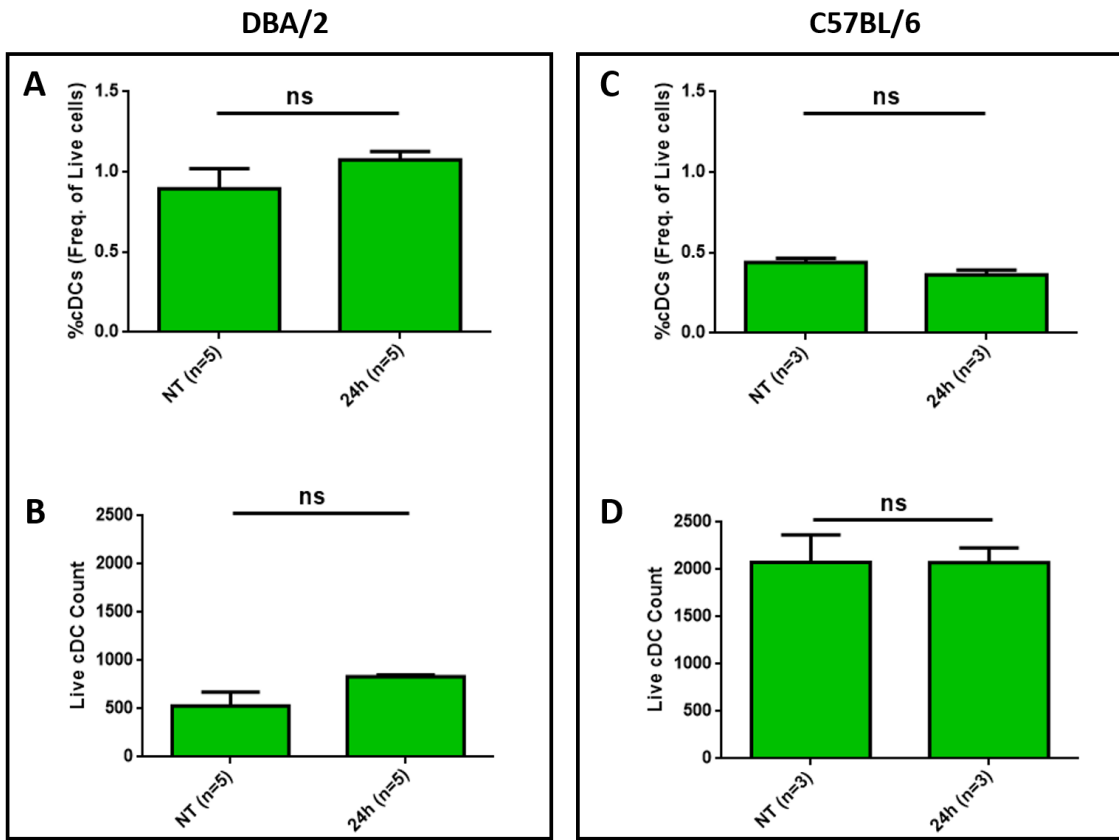 DBA/2
C57BL/6
A
%cDCs (Freq. of Live cells)
1.5
1.0
0.5
0.0
ns
NT (n=5)
24h (n=5)
C
%cDCs (Freq. of Live cells)
1.5
1.0
0.5
0.0
ns
NT (n=3)
24h (n=3)
B
Live cDC Count
2500
2000
1500
1000
500
0
ns
NT (n=5)
24h (n=5)
D
Live cDC Count
2500
2000
1500
1000
500
0
ns
NT (n=3)
24h (n=3)